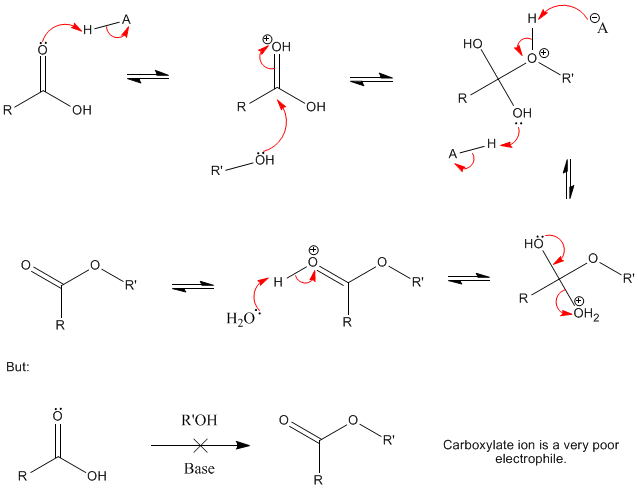 O H A
R OH
⊕
OH
R OH
R' OH
H ⊖
A
HO O ⊕
R R'
OH
A H
O O
R'
R
⊕
H O O
R'
R
H₂O
HO O
R R'
⊕
OH₂
But:
O
R OH
R'OH
Base
O O
R'
R
Carboxylate ion is a very poor
electrophile.